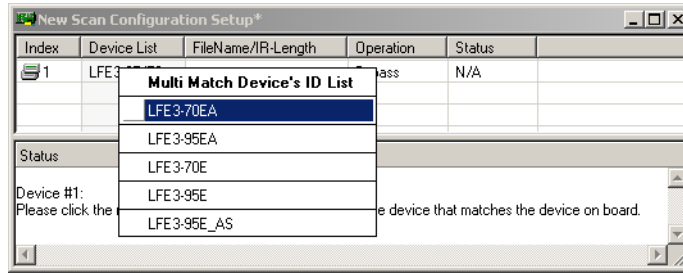 New Scan Configuration Setup*
Index Device List FileName/IR-Length Operation Status
1 N/A
Multi Match Device's ID List
LFE3-70EA
LFE3-95EA
LFE3-70E
LFE3-95E
LFE3-95E_AS
Status
Device #1:
Please click the device that matches the device on board.